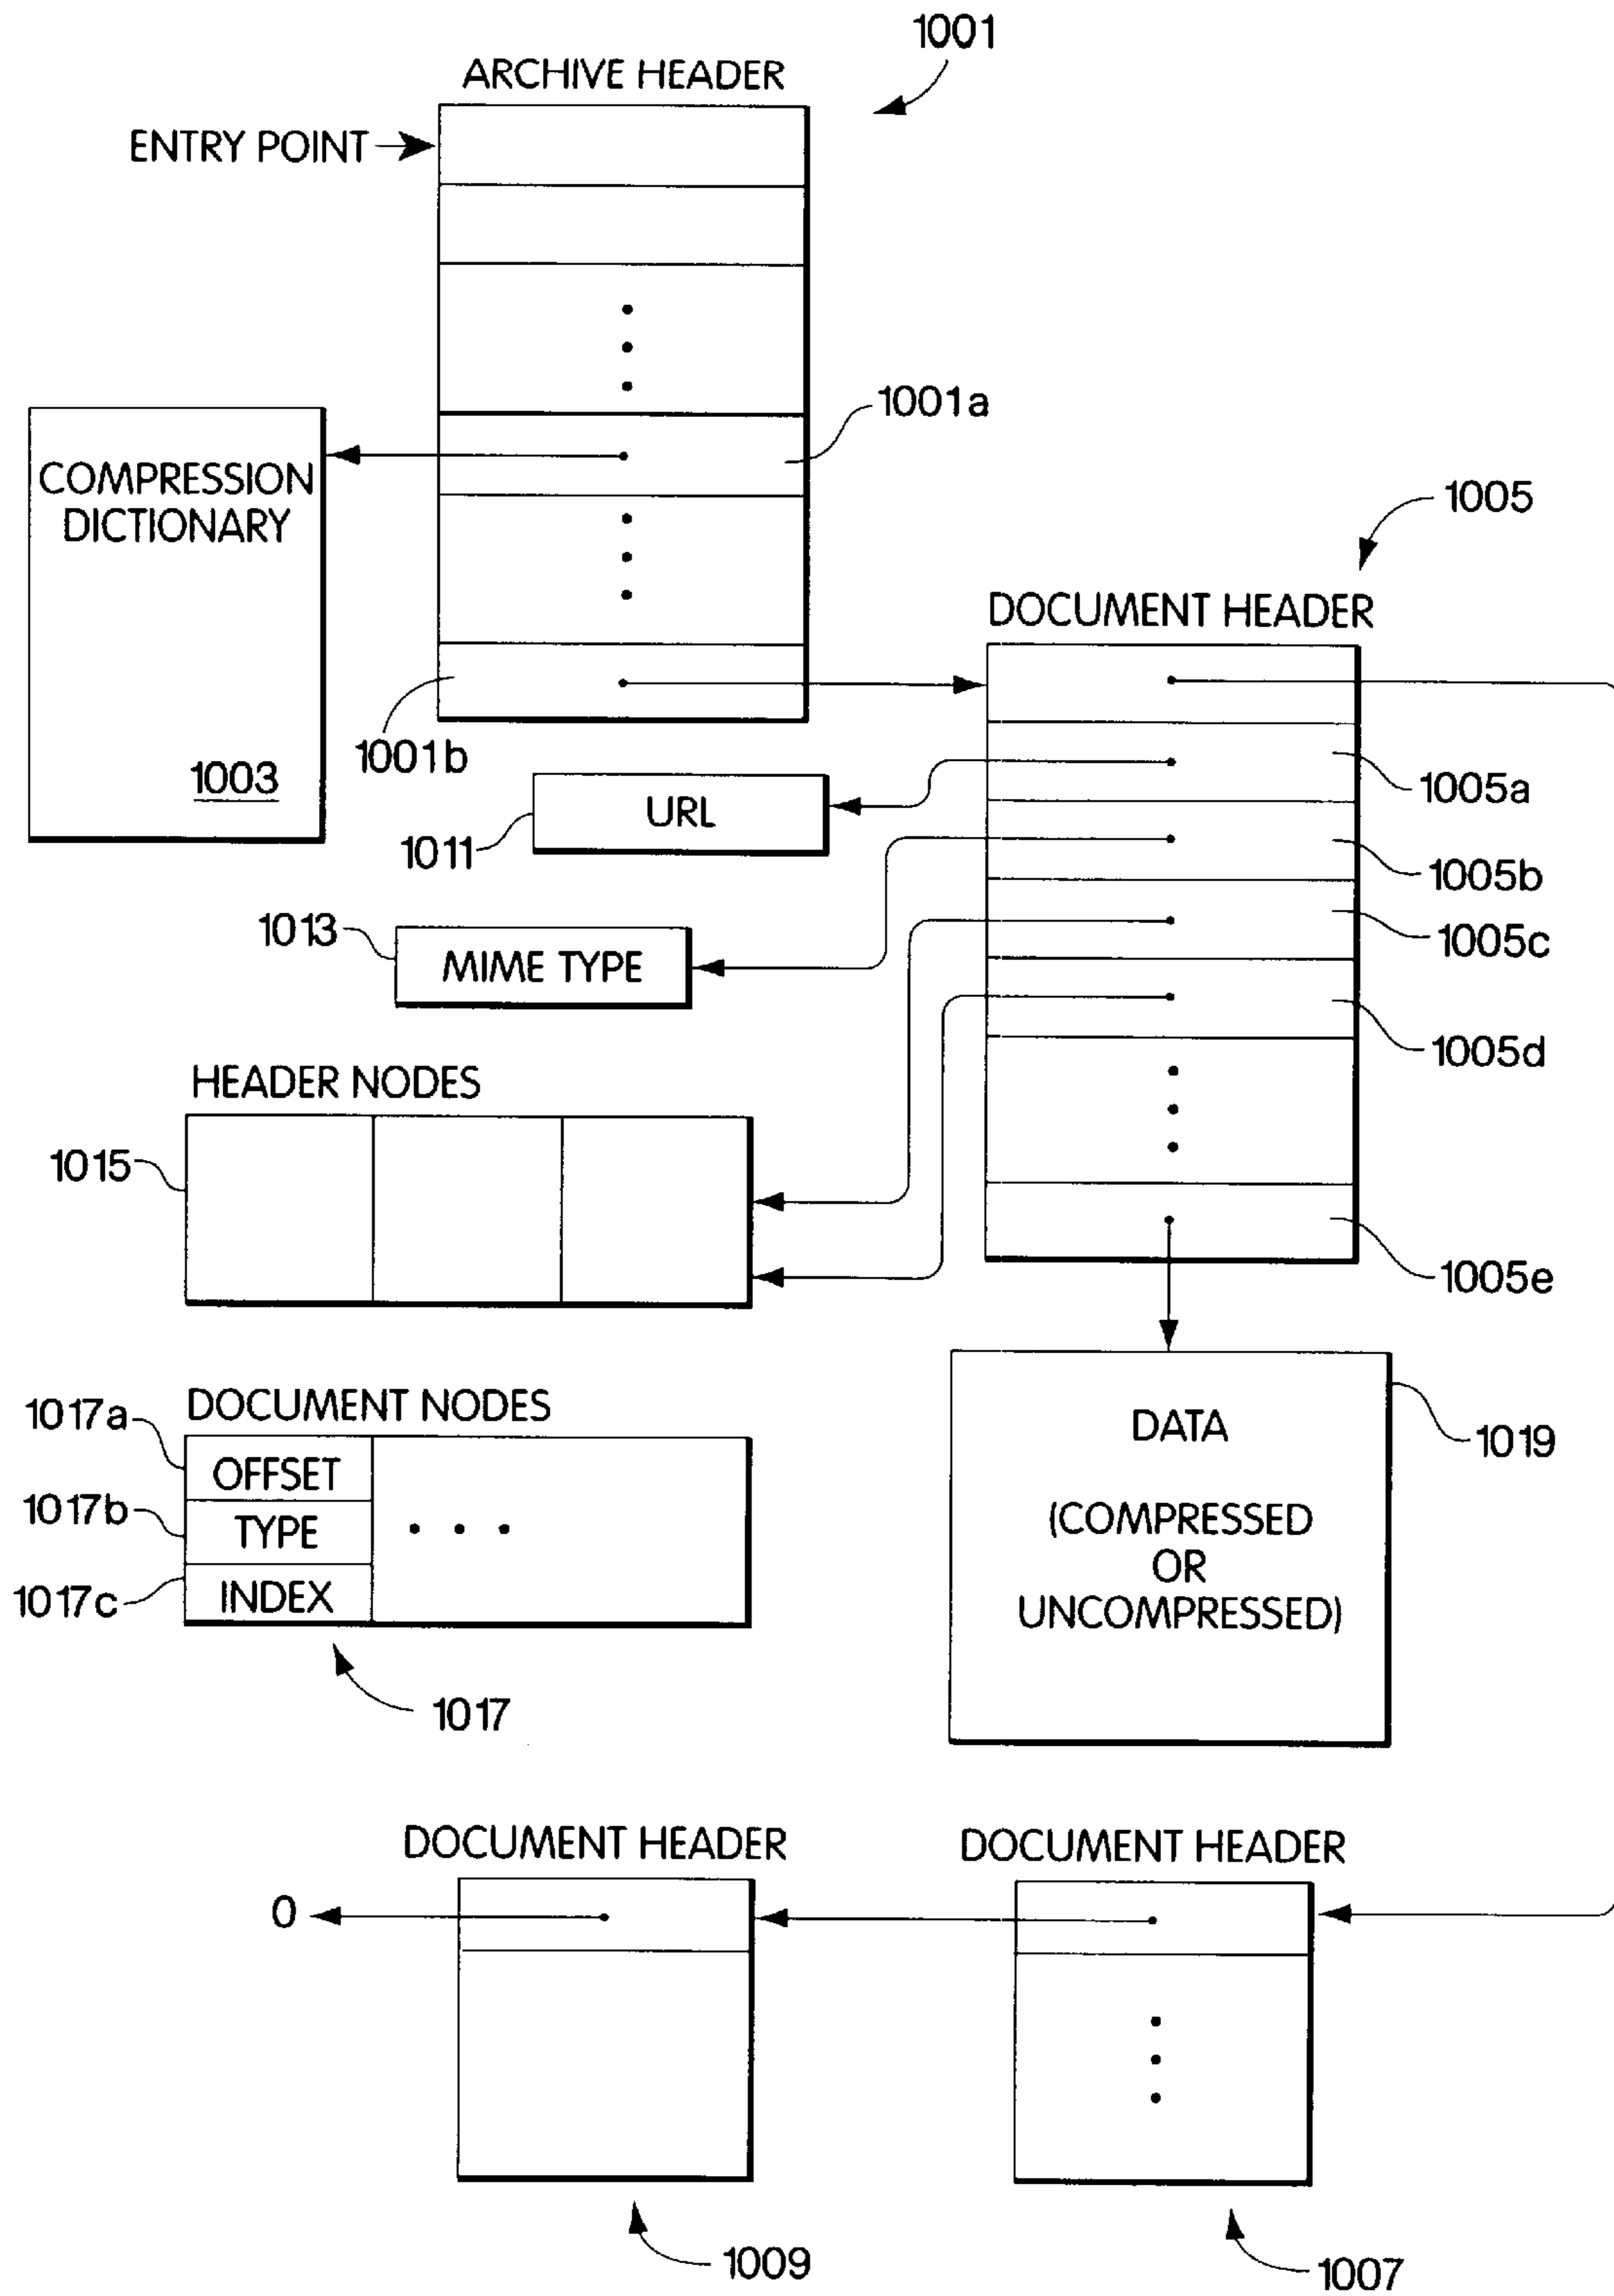 1001
ARCHIVE HEADER
ENTRY POINT
1001a
COMPRESSION
DICTIONARY
1003
1005
DOCUMENT HEADER
1001b
URL
1011
1005a
1005b
1013
MIME TYPE
1005c
1005d
HEADER NODES
1015
1005e
DOCUMENT NODES
1017a
OFFSET
1017b
TYPE
1017c
INDEX
1017
DATA
(COMPRESSED
OR
UNCOMPRESSED)
1019
DOCUMENT HEADER
DOCUMENT HEADER
0
1009
1007